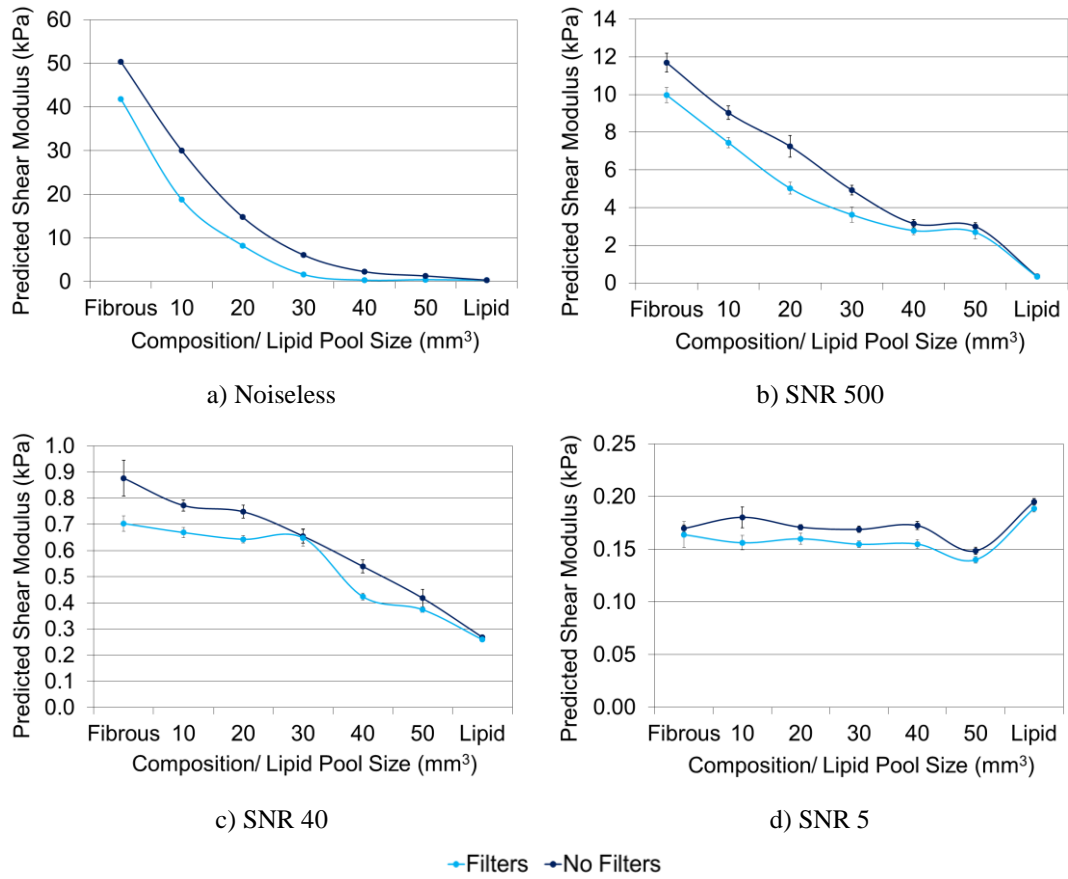 Predicted Shear Modulus (kPa)
60
50
40
30
20
10
0
Fibrous 10 20 30 40 50 Lipid
Composition/ Lipid Pool Size (mm³)
a) Noiseless
Predicted Shear Modulus (kPa)
14
12
10
8
6
4
2
0
Fibrous 10 20 30 40 50 Lipid
Composition/ Lipid Pool Size (mm³)
b) SNR 500
Predicted Shear Modulus (kPa)
1.0
0.9
0.8
0.7
0.6
0.5
0.4
0.3
0.2
0.1
0.0
Fibrous 10 20 30 40 50 Lipid
Composition/ Lipid Pool Size (mm³)
c) SNR 40
Predicted Shear Modulus (kPa)
0.25
0.20
0.15
0.10
0.05
0.00
Fibrous 10 20 30 40 50 Lipid
Composition/ Lipid Pool Size (mm³)
d) SNR 5
Filters No Filters